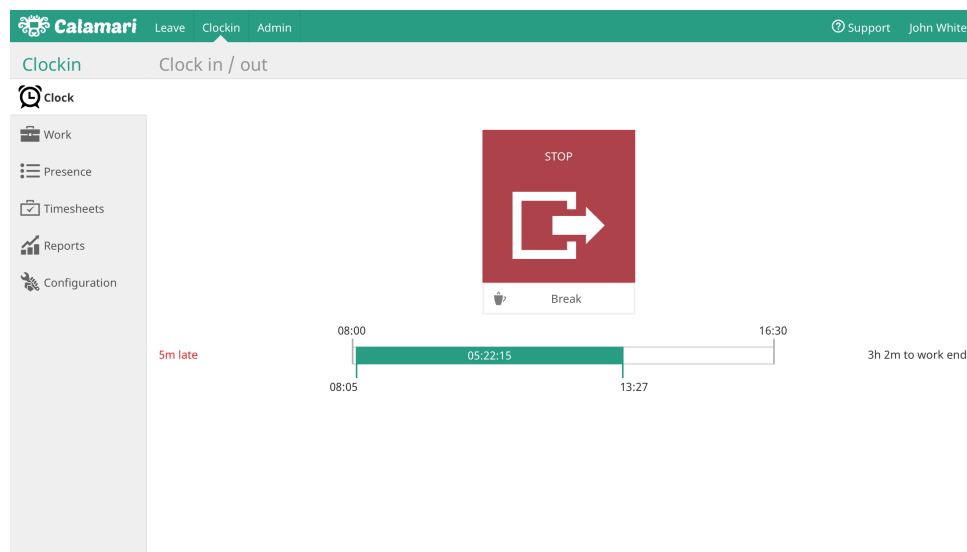 Calamari Leave Clockin Admin Support John White
Clockin Clock in / out
Clock
Work
Presence
Timesheets
Reports
Configuration
STOP
Break
08:00 16:30
5m late 05:22:15 3h 2m to work end
08:05 13:27